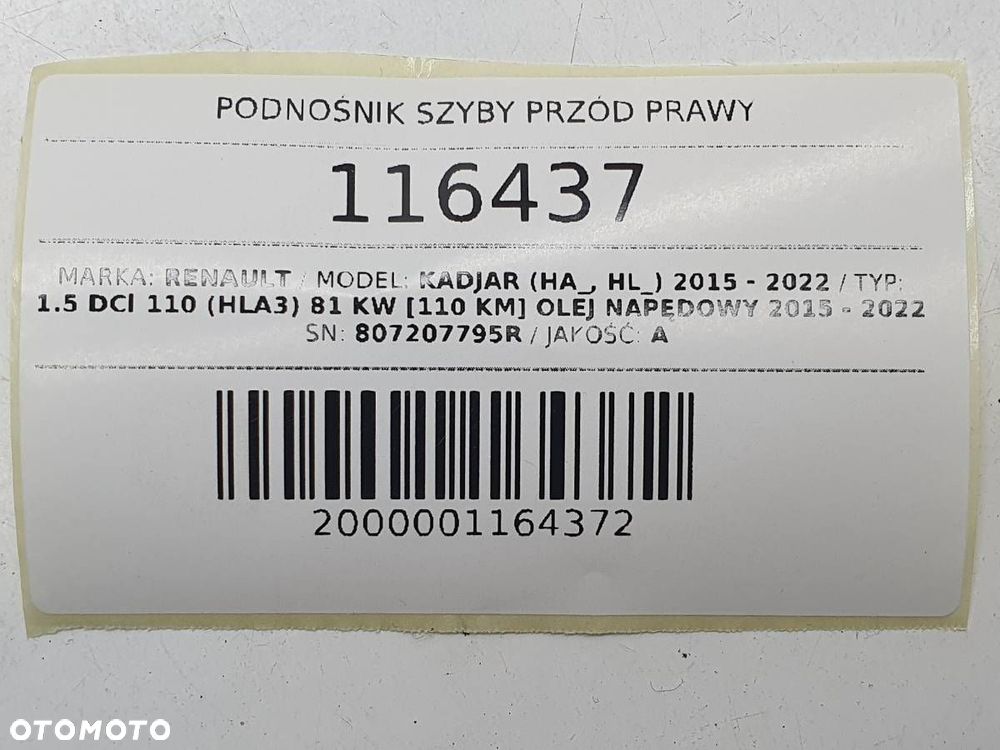 PODNOŚNIK SZYBY PRZÓD PRAWY
116437
MARKA: RENAULT / MODEL: KADJAR (HA_, HL_) 2015 - 2022 / TYP:
1.5 DCI 110 (HLA3) 81 KW [110 KM] OLEJ NAPĘDOWY 2015 - 2022
SN: 807207795R / JAKOŚĆ: A
2000001164372
OTOMOTO